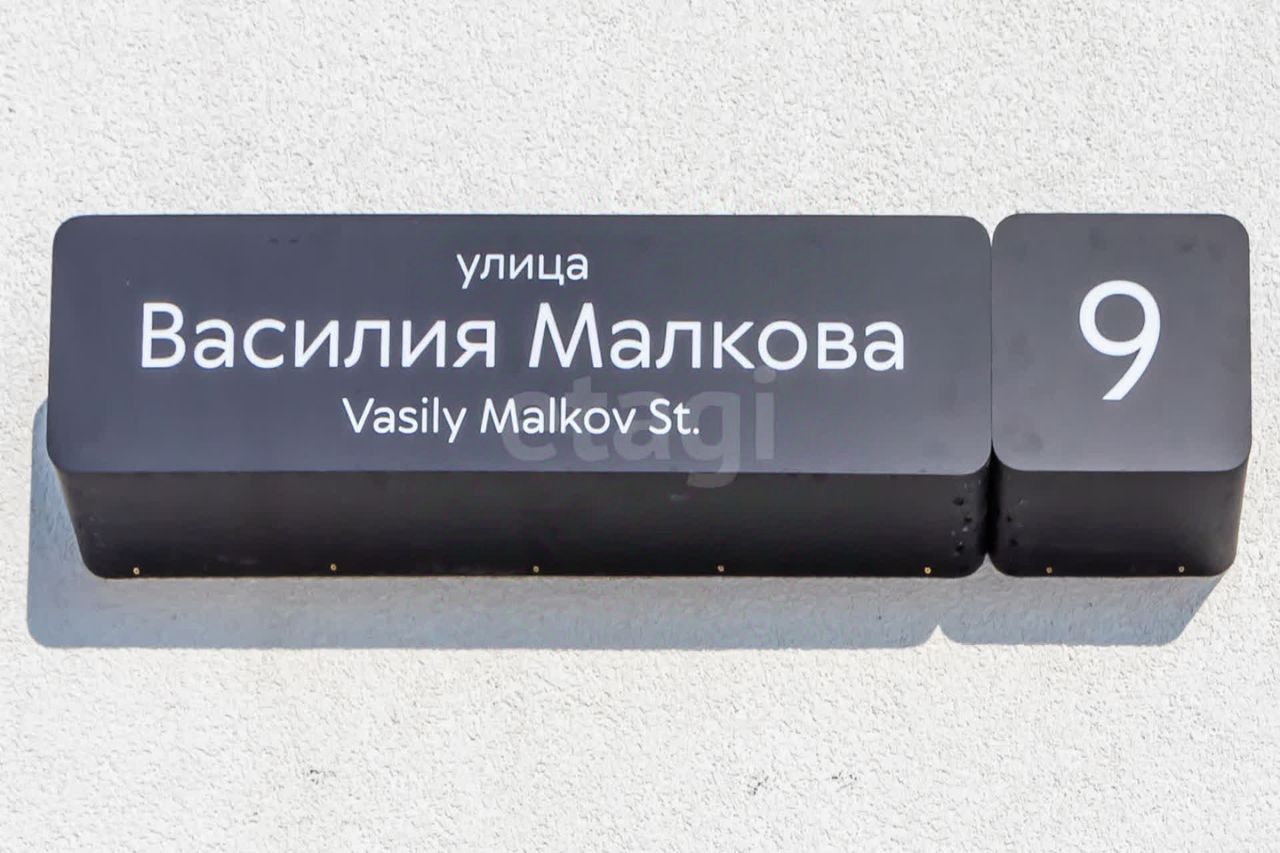 улица
Василия Малкова
Vasily Malkov St.
9
etagi